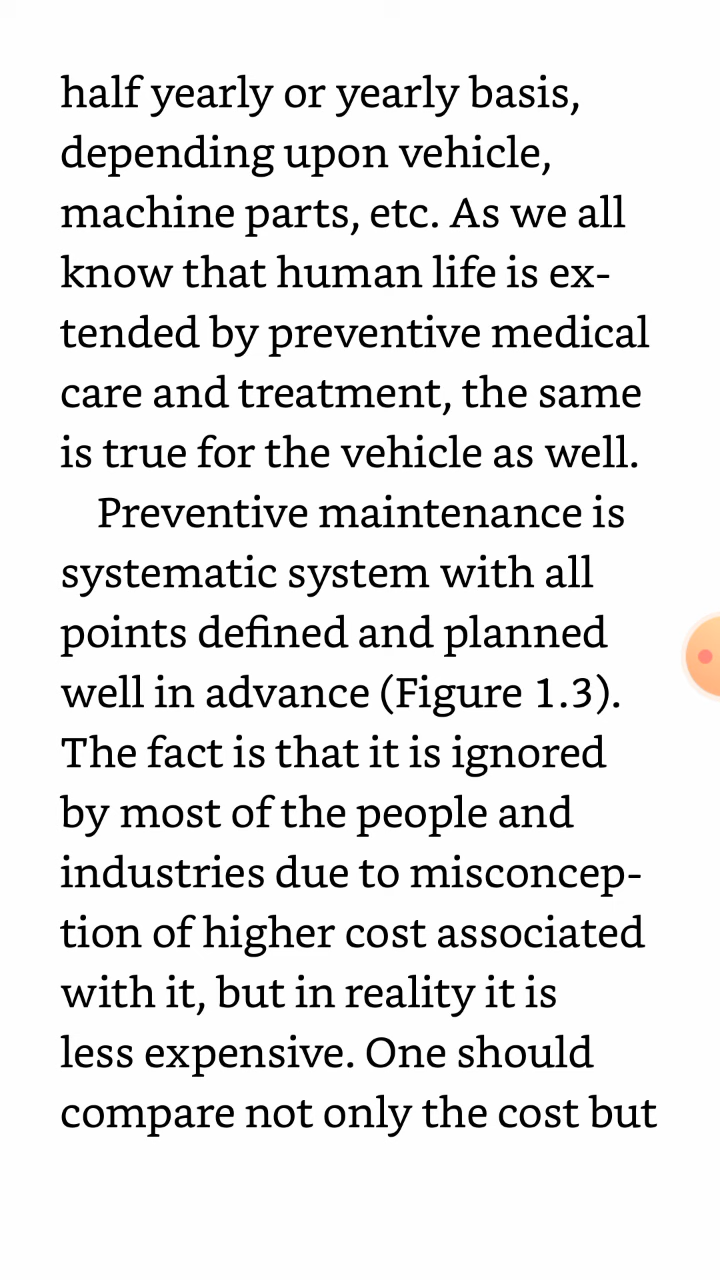 half yearly or yearly basis,
depending upon vehicle,
machine parts, etc. As we all
know that human life is ex-
tended by preventive medical
care and treatment, the same
is true for the vehicle as well.
Preventive maintenance is
systematic system with all
points defined and planned
well in advance (Figure 1.3).
The fact is that it is ignored
by most of the people and
industries due to misconcep-
tion of higher cost associated
with it, but in reality it is
less expensive. One should
compare not only the cost but